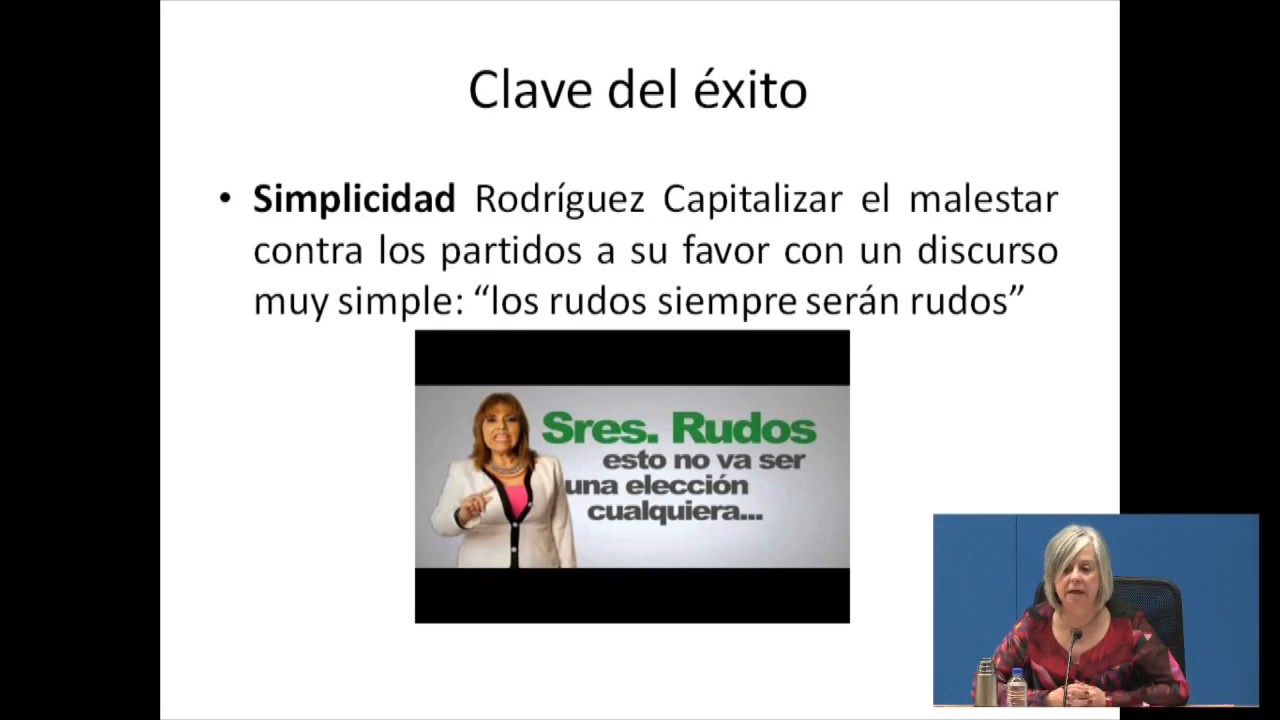 Clave del éxito
• Simplicidad Rodríguez Capitalizar el malestar
contra los partidos a su favor con un discurso
muy simple: “los rudos siempre serán rudos”
Sres. Rudos
esto no va ser
una elección
cualquiera...